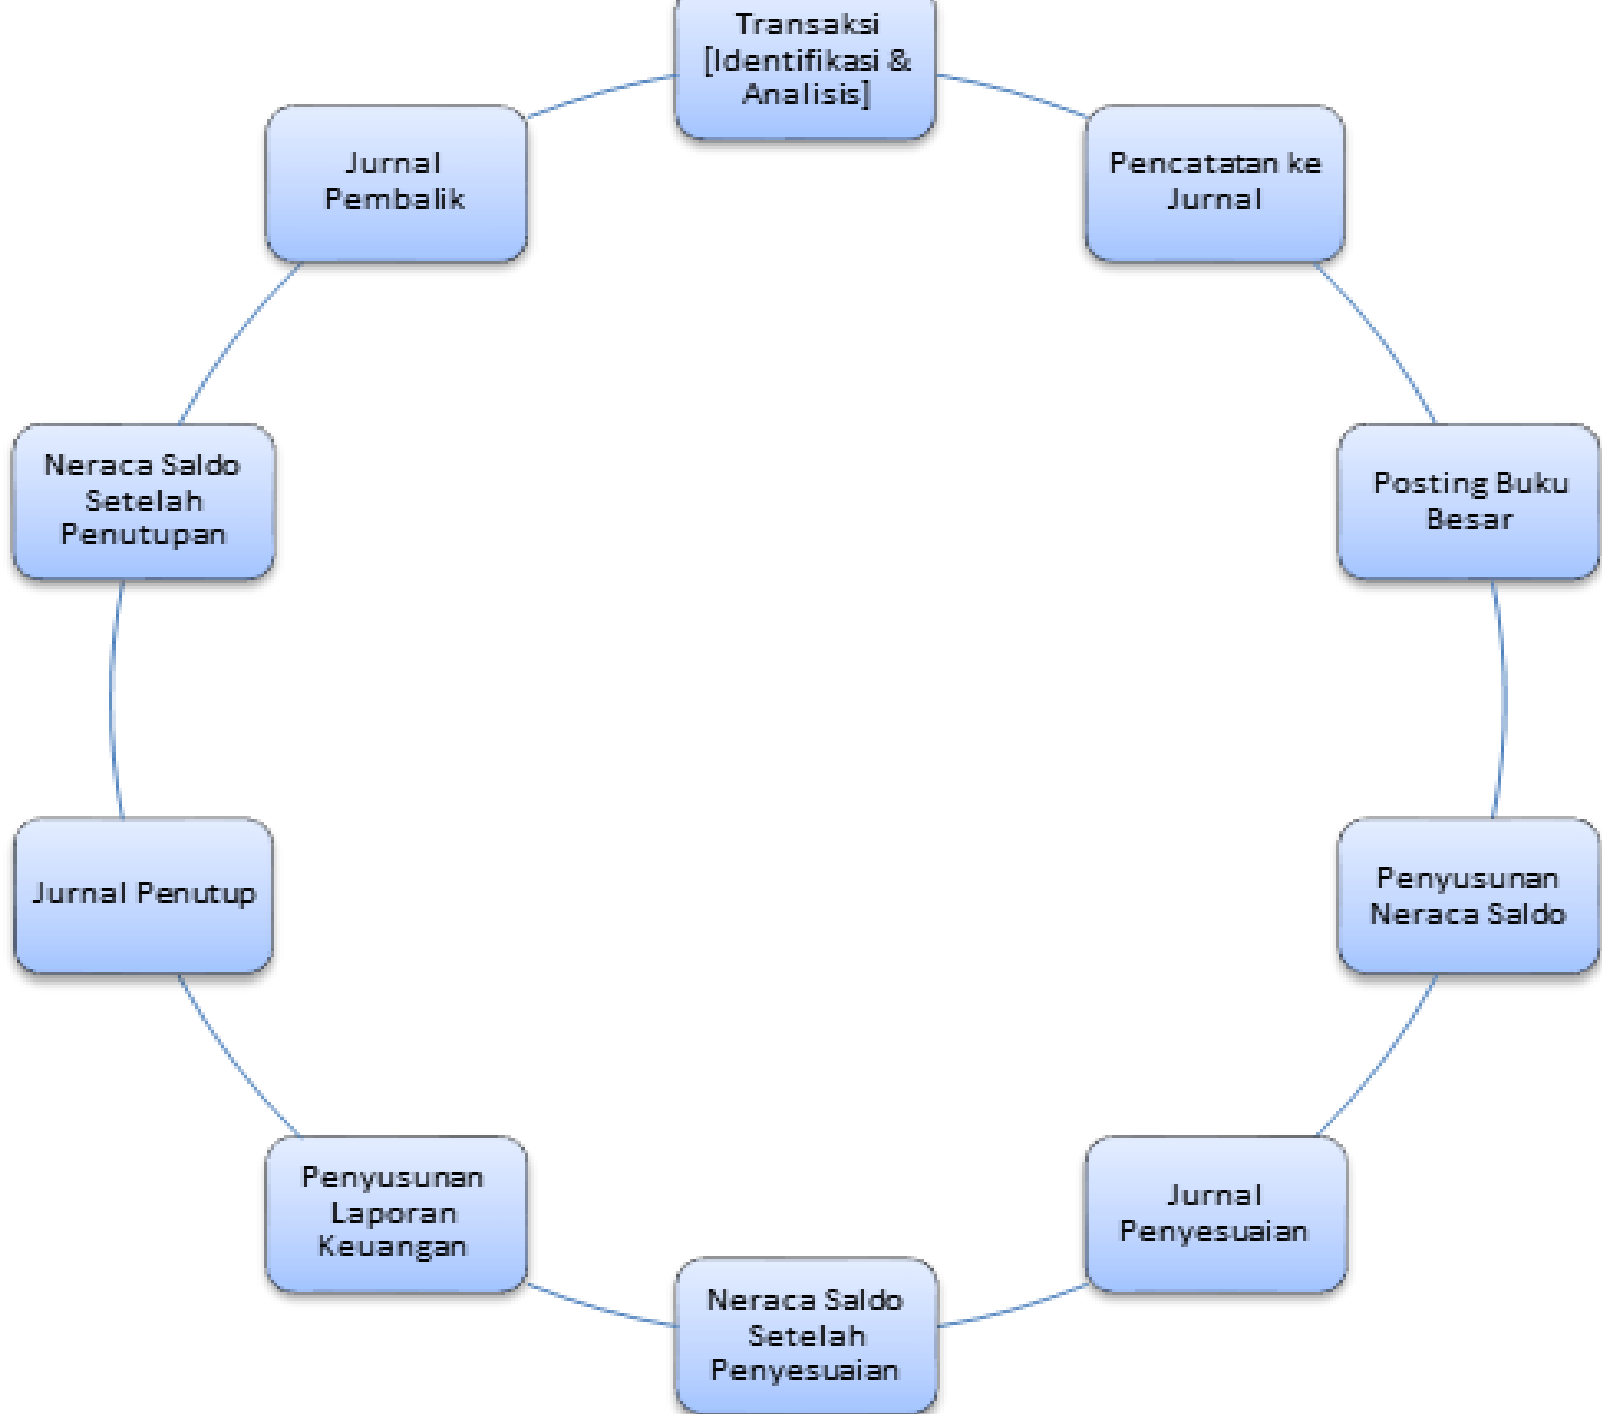 Transaksi
[Identifikasi &
Analisis]
Pencatatan ke
Jurnal
Posting Buku
Besar
Penyusunan
Neraca Saldo
Jurnal
Penyesuaian
Neraca Saldo
Setelah
Penyesuaian
Penyusunan
Laporan
Keuangan
Jurnal Penutup
Neraca Saldo
Setelah
Penutupan
Jurnal
Pembalik